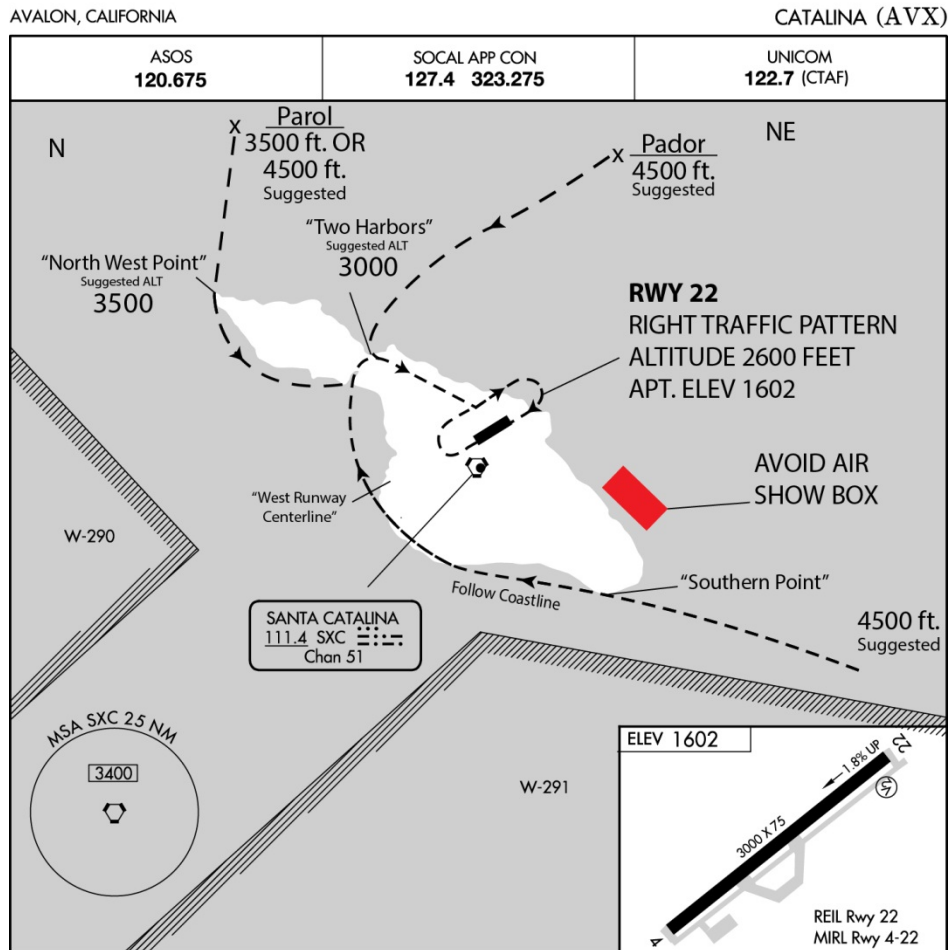 AVALON, CALIFORNIA
CATALINA (AVX)
ASOS
120.675
SOCAL APP CON
127.4 323.275
UNICOM
122.7 (CTAF)
N
x Parol
3500 ft. OR
4500 ft.
Suggested
NE
x Pador
4500 ft.
Suggested
"Two Harbors"
Suggested ALT
3000
"North West Point"
Suggested ALT
3500
RWY 22
RIGHT TRAFFIC PATTERN
ALTITUDE 2600 FEET
APT. ELEV 1602
AVOID AIR
SHOW BOX
"West Runway
Centerline"
W-290
"Southern Point"
Follow Coastline
4500 ft.
Suggested
SANTA CATALINA
111.4 SXC
Chan 51
MSA SXC 25 NM
3400
W-291
ELEV 1602
1.8% UP
22
3000 X 75
4
REIL Rwy 22
MIRL Rwy 4-22